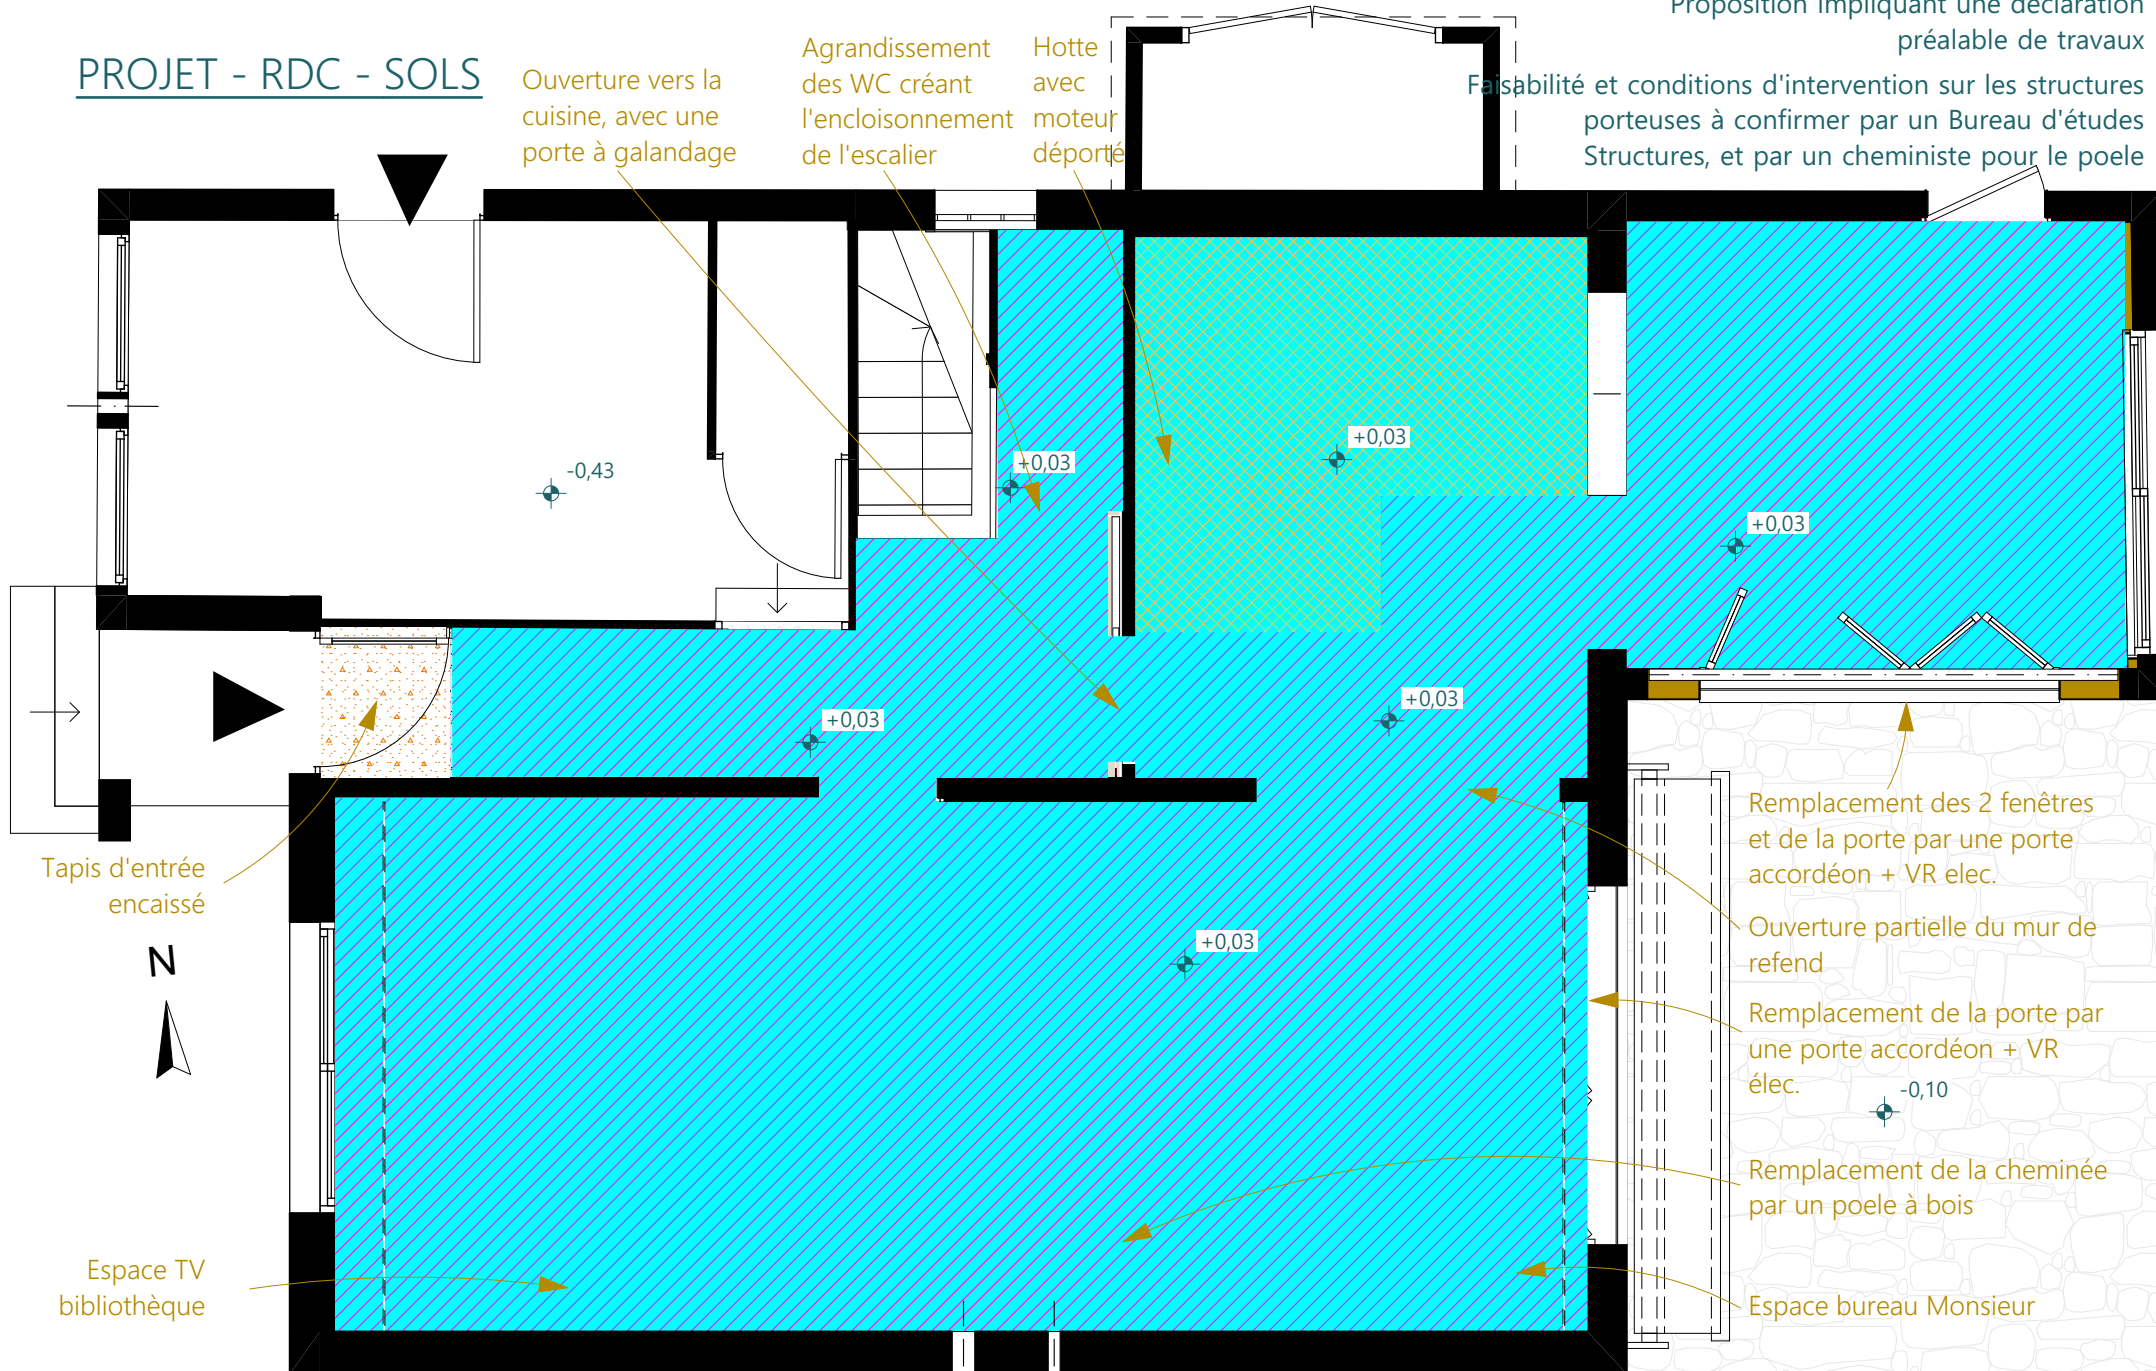 Proposition impliquant une déclaration
préalable de travaux
Faisabilité et conditions d'intervention sur les structures
porteuses à confirmer par un Bureau d'études
Structures, et par un cheministe pour le poele
PROJET - RDC - SOLS
Ouverture vers la
cuisine, avec une
porte à galandage
Agrandissement
des WC créant
l'encloisonnement
de l'escalier
Hotte
avec
moteur
déporté
-0,43
+0,03
+0,03
+0,03
+0,03
+0,03
+0,03
Tapis d'entrée
encaissé
N
Espace TV
bibliothèque
Remplacement des 2 fenêtres
et de la porte par une porte
accordéon + VR elec.
Ouverture partielle du mur de
refend
Remplacement de la porte par
une porte accordéon + VR
élec.
-0,10
Remplacement de la cheminée
par un poele à bois
Espace bureau Monsieur